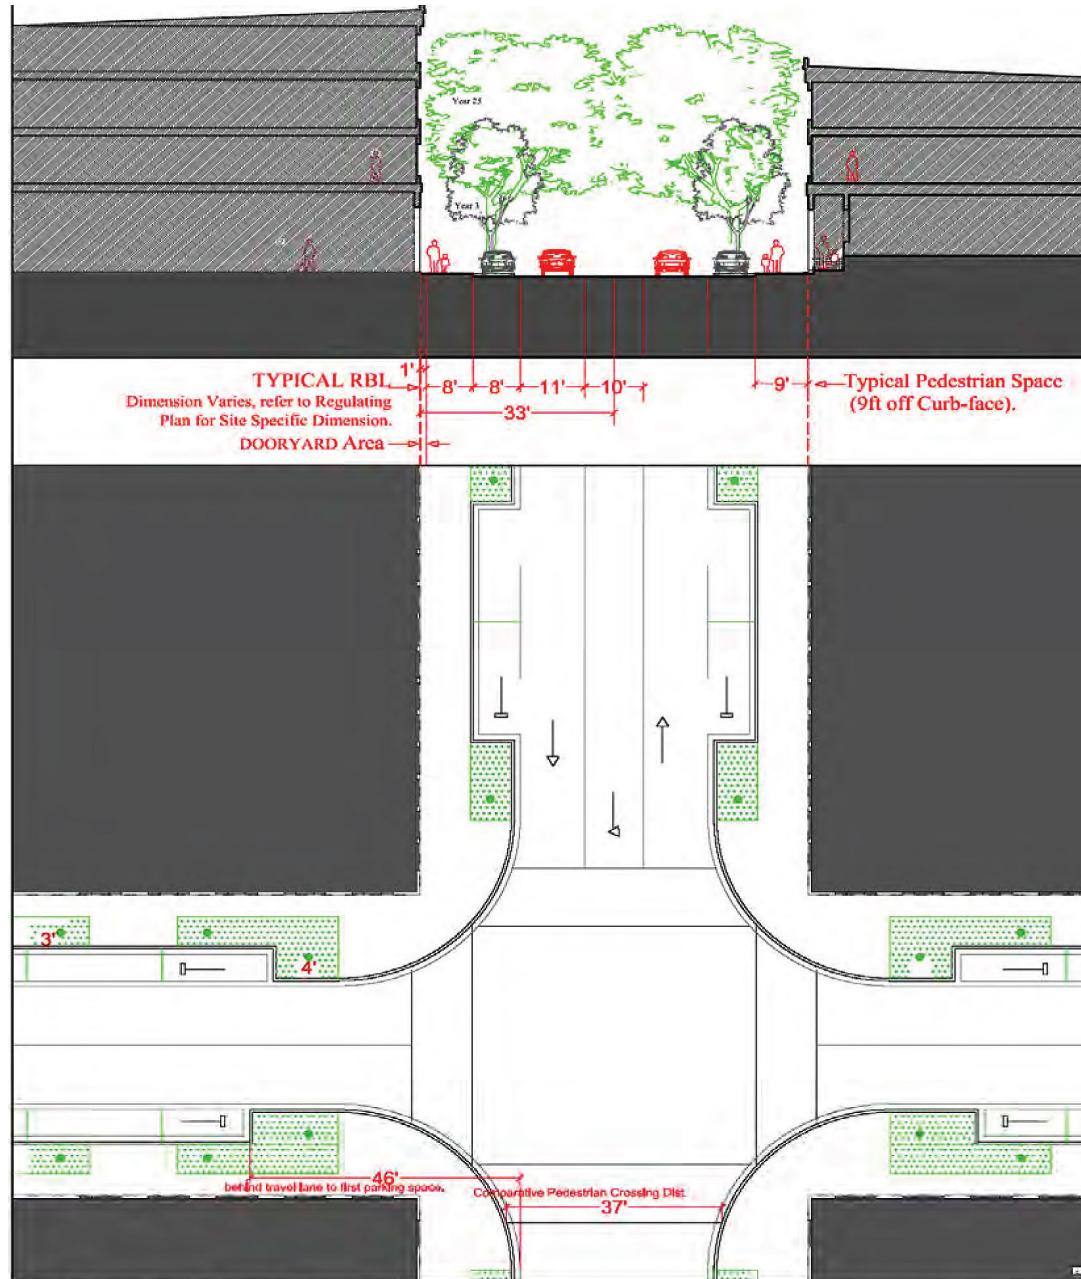 Year 25
Year 3
1'
TYPICAL RBL
8' 8' 11' 10' 9'
Typical Pedestrian Space
(9ft off Curb-face).
Dimension Varies, refer to Regulating
Plan for Site Specific Dimension.
33'
DOORYARD Area
3'
4'
46'
behind travel lane to first parking space.
Comparative Pedestrian Crossing Dist.
37'